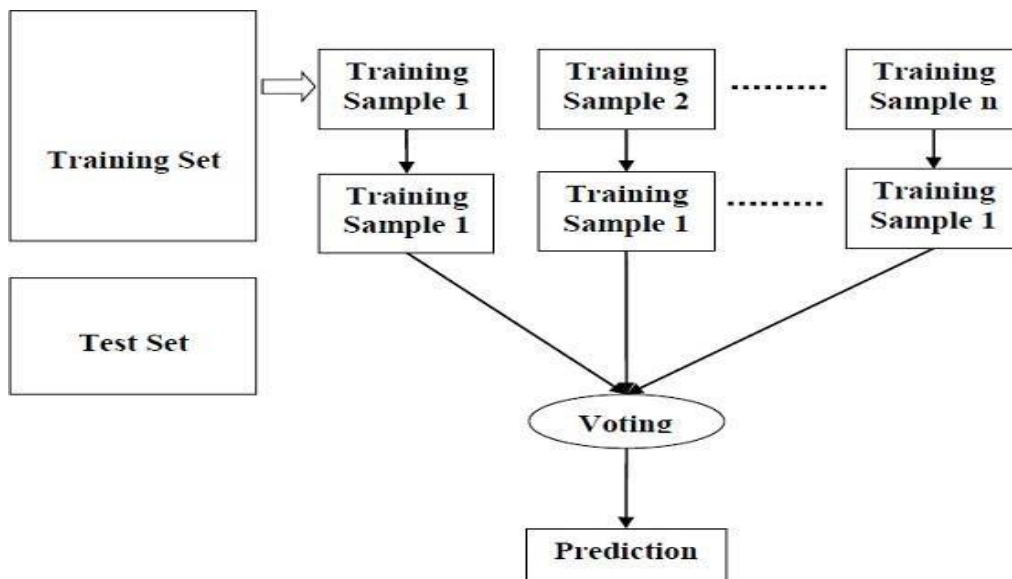 Training
Sample 1
Training
Sample 2
Training
Sample n
Training Set
Training
Sample 1
Training
Sample 1
Training
Sample 1
Test Set
Voting
Prediction